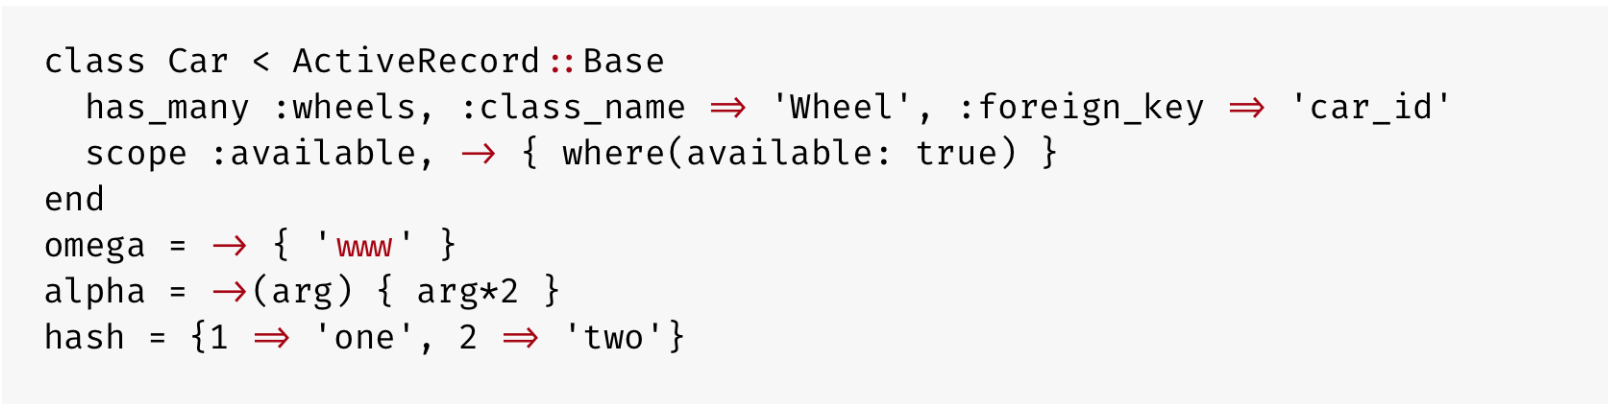 class Car < ActiveRecord::Base
  has_many :wheels, :class_name => 'Wheel', :foreign_key => 'car_id'
  scope :available, -> { where(available: true) }
end
omega = -> { 'www' }
alpha = ->(arg) { arg*2 }
hash = {1 => 'one', 2 => 'two'}